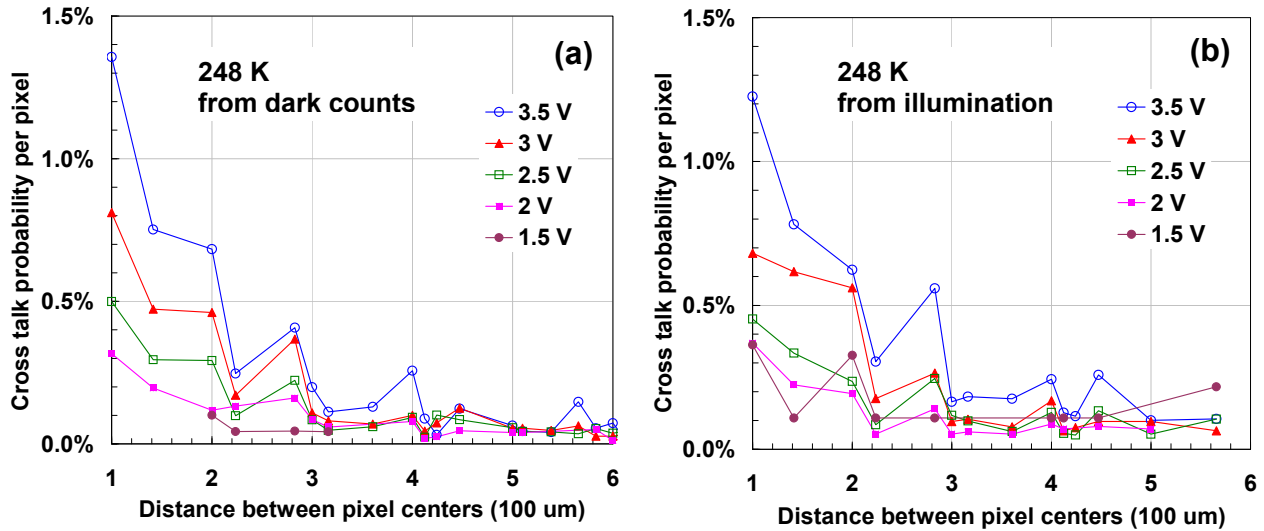 1.5%
1.0%
0.5%
0.0%
Cross talk probability per pixel
(a)
248 K
from dark counts
3.5 V
3 V
2.5 V
2 V
1.5 V
1 2 3 4 5 6
Distance between pixel centers (100 um)
1.5%
1.0%
0.5%
0.0%
Cross talk probability per pixel
(b)
248 K
from illumination
3.5 V
3 V
2.5 V
2 V
1.5 V
1 2 3 4 5 6
Distance between pixel centers (100 um)